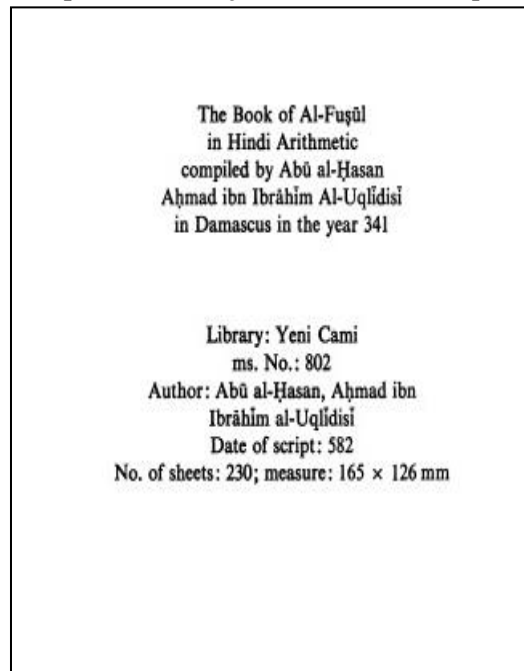 The Book of Al-Fuṣūl
in Hindi Arithmetic
compiled by Abū al-Ḥasan
Aḥmad ibn Ibrāhīm Al-Uqlīdisī
in Damascus in the year 341
Library: Yeni Cami
ms. No.: 802
Author: Abū al-Ḥasan, Aḥmad ibn
Ibrāhīm al-Uqlīdisī
Date of script: 582
No. of sheets: 230; measure: 165 × 126 mm